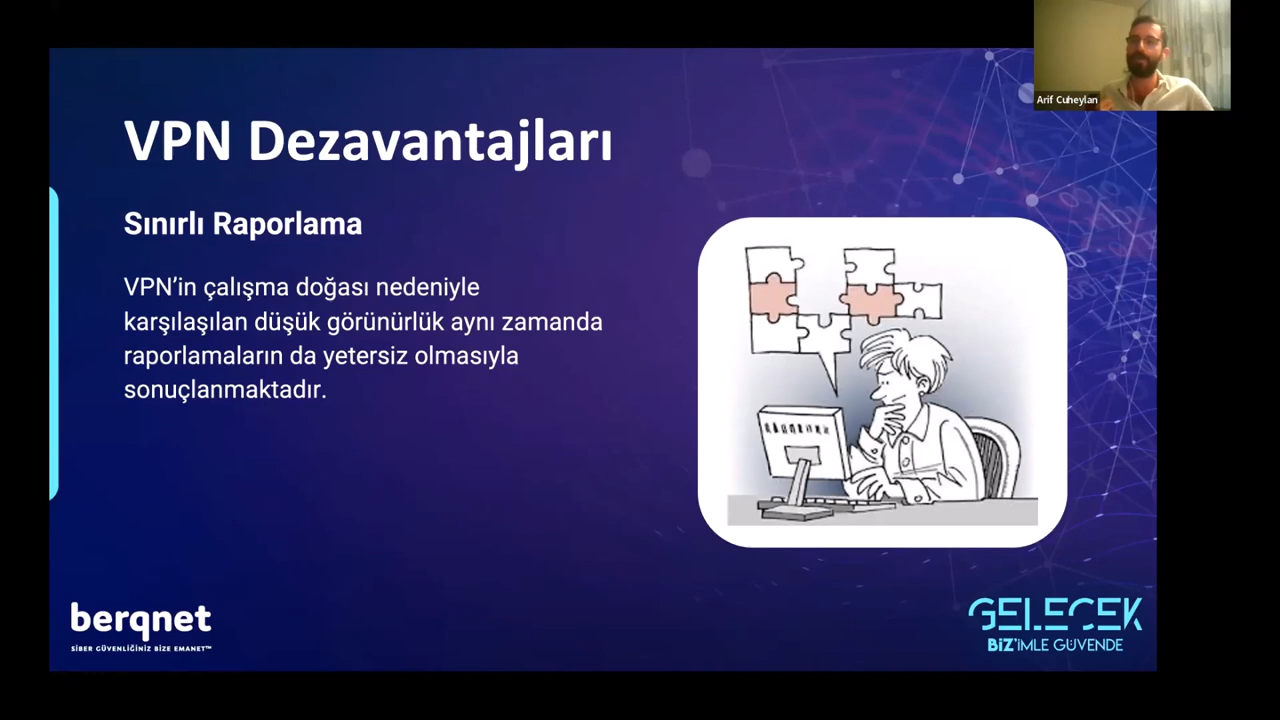 Arif Cuheylan
VPN Dezavantajları
Sınırlı Raporlama
VPN’in çalışma doğası nedeniyle
karşılaşılan düşük görünürlük aynı zamanda
raporlamaların da yetersiz olmasıyla
sonuçlanmaktadır.
berqnet
SİBER GÜVENLİĞİNİZ BİZE EMANET™
GELECEK
BİZ'İMLE GÜVENDE